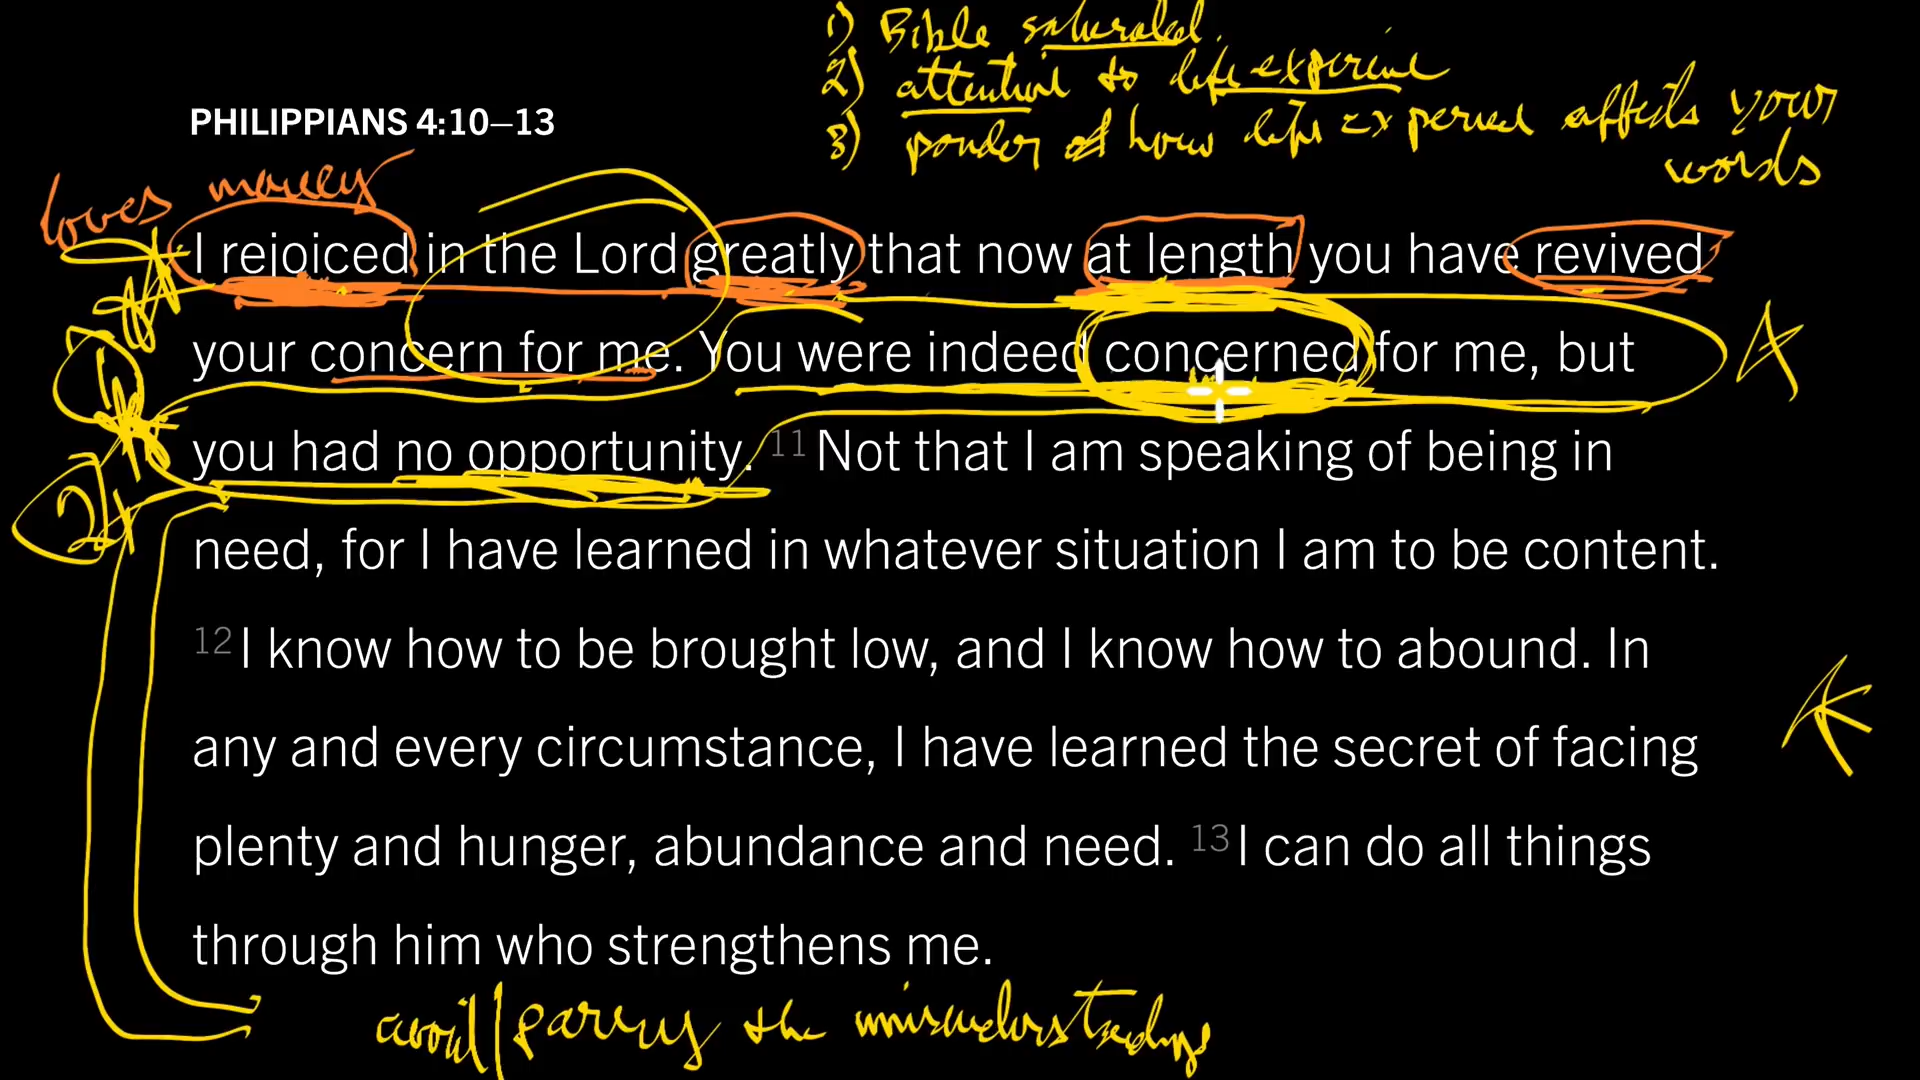 1) Bible saturated.
2) attention to life experience
3) ponder of how life experience affects your
words
PHILIPPIANS 4:10–13
loves money
I rejoiced in the Lord greatly that now at length you have revived
your concern for me. You were indeed concerned for me, but
you had no opportunity. 11 Not that I am speaking of being in
need, for I have learned in whatever situation I am to be content.
12 I know how to be brought low, and I know how to abound. In
any and every circumstance, I have learned the secret of facing
plenty and hunger, abundance and need. 13 I can do all things
through him who strengthens me.
1
2
avoid/parry the misunderstandings